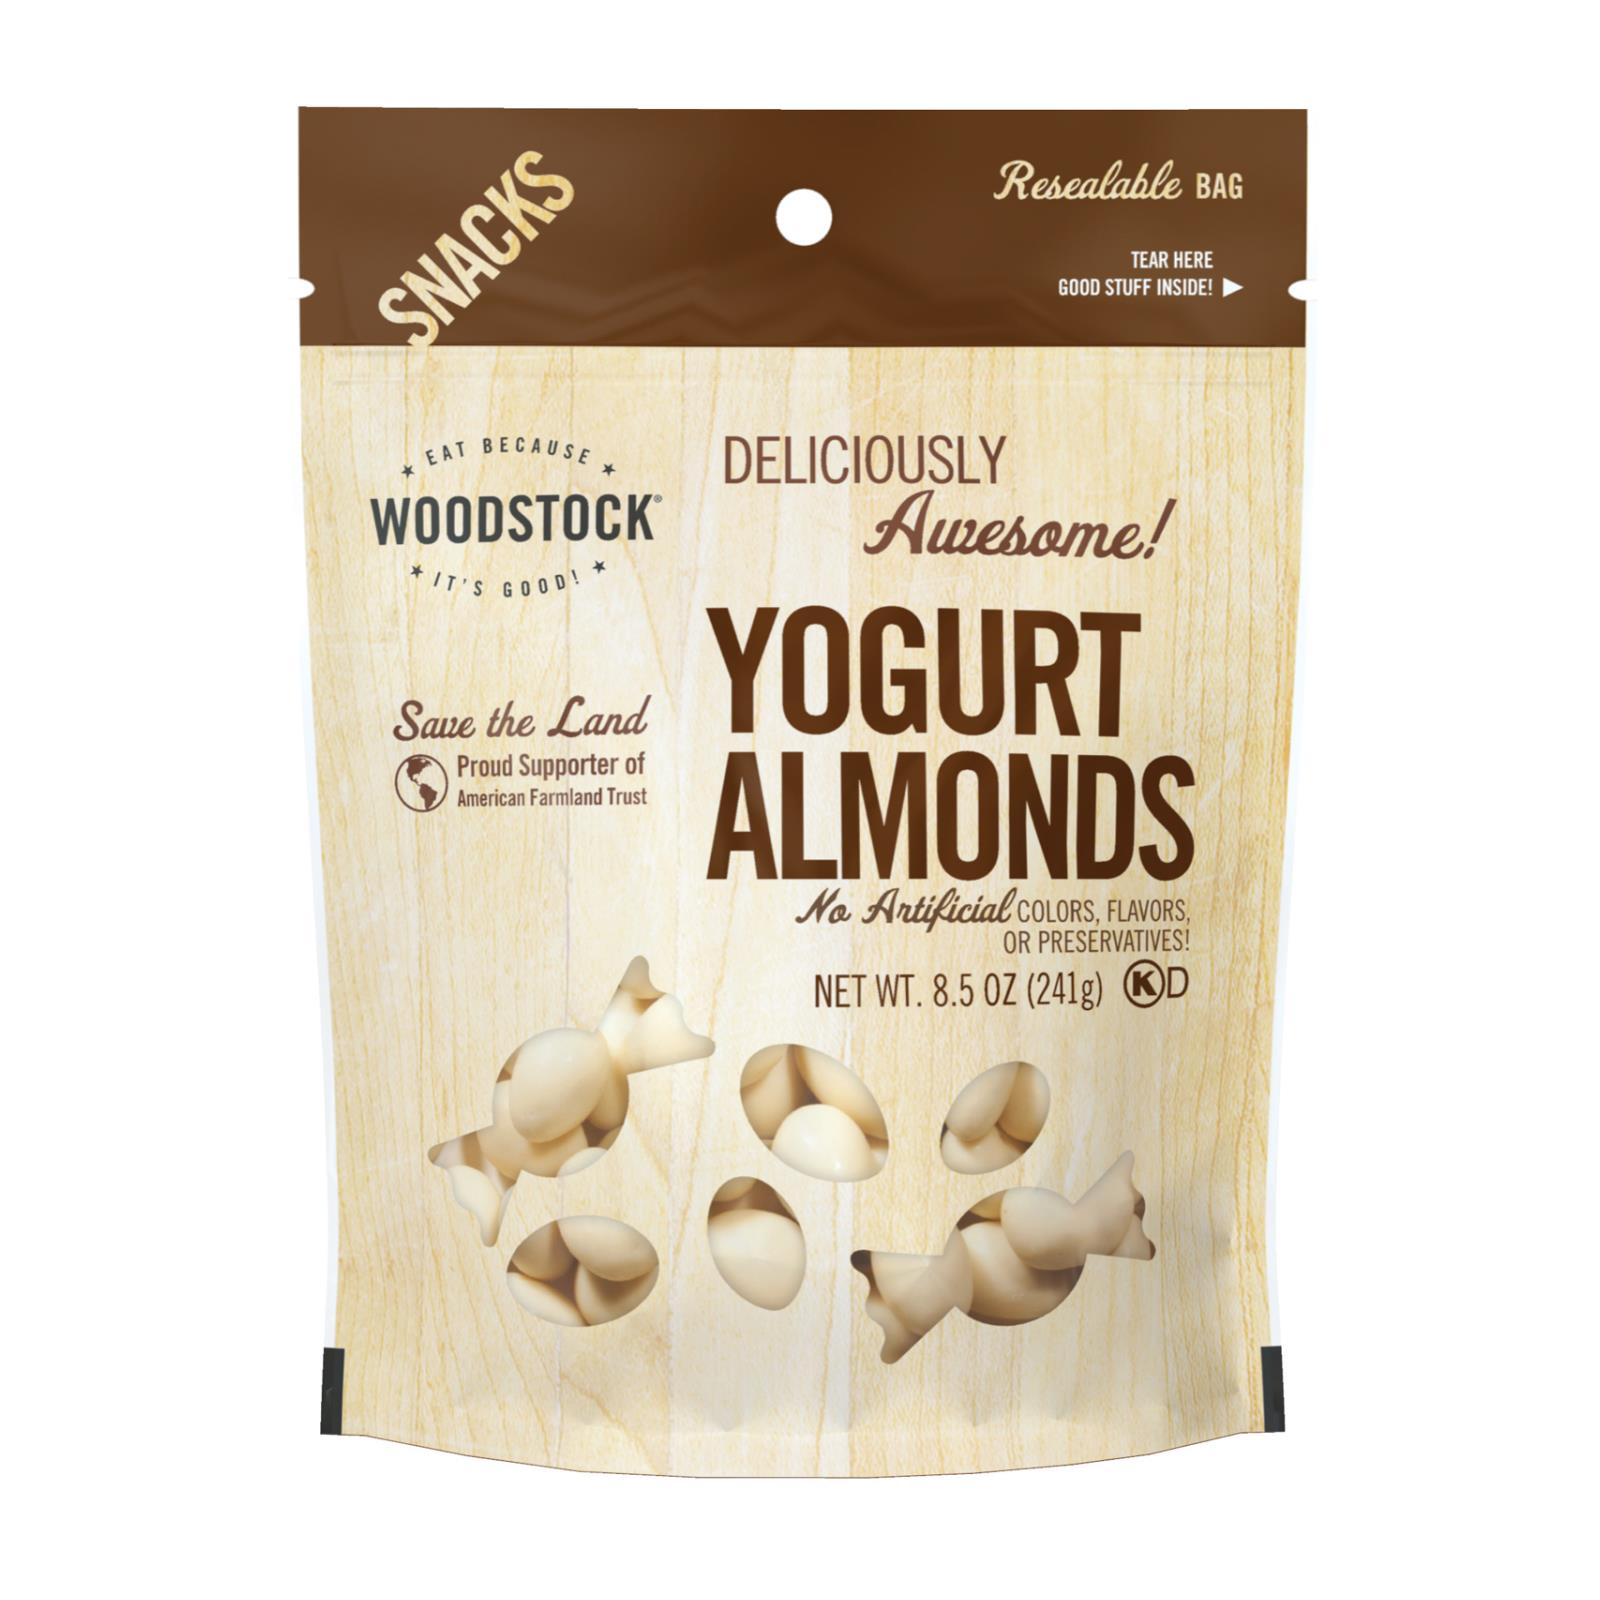 SNACKS
Resealable BAG
TEAR HERE
GOOD STUFF INSIDE!
EAT BECAUSE
WOODSTOCK®
IT'S GOOD!
DELICIOUSLY
Awesome!
YOGURT
ALMONDS
Save the Land
Proud Supporter of
American Farmland Trust
No Artificial COLORS, FLAVORS,
OR PRESERVATIVES!
NET WT. 8.5 OZ (241g) K D